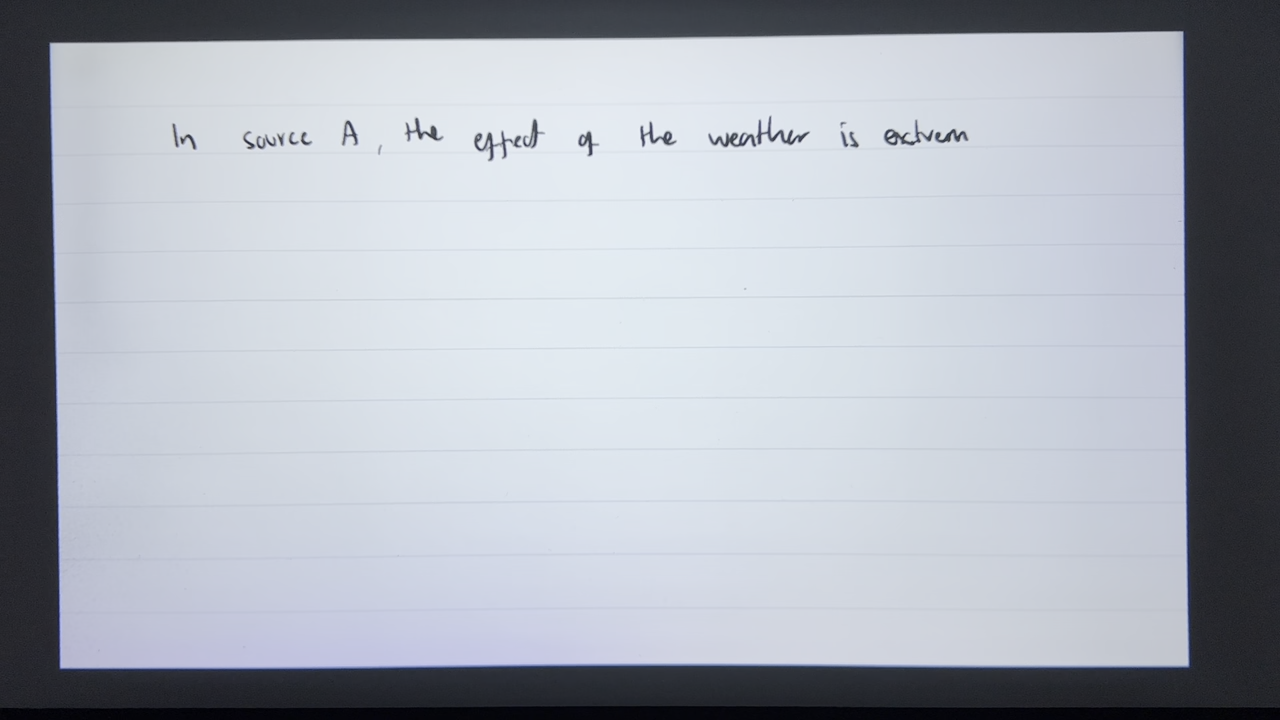 In source A, the effect of the weather is extrem